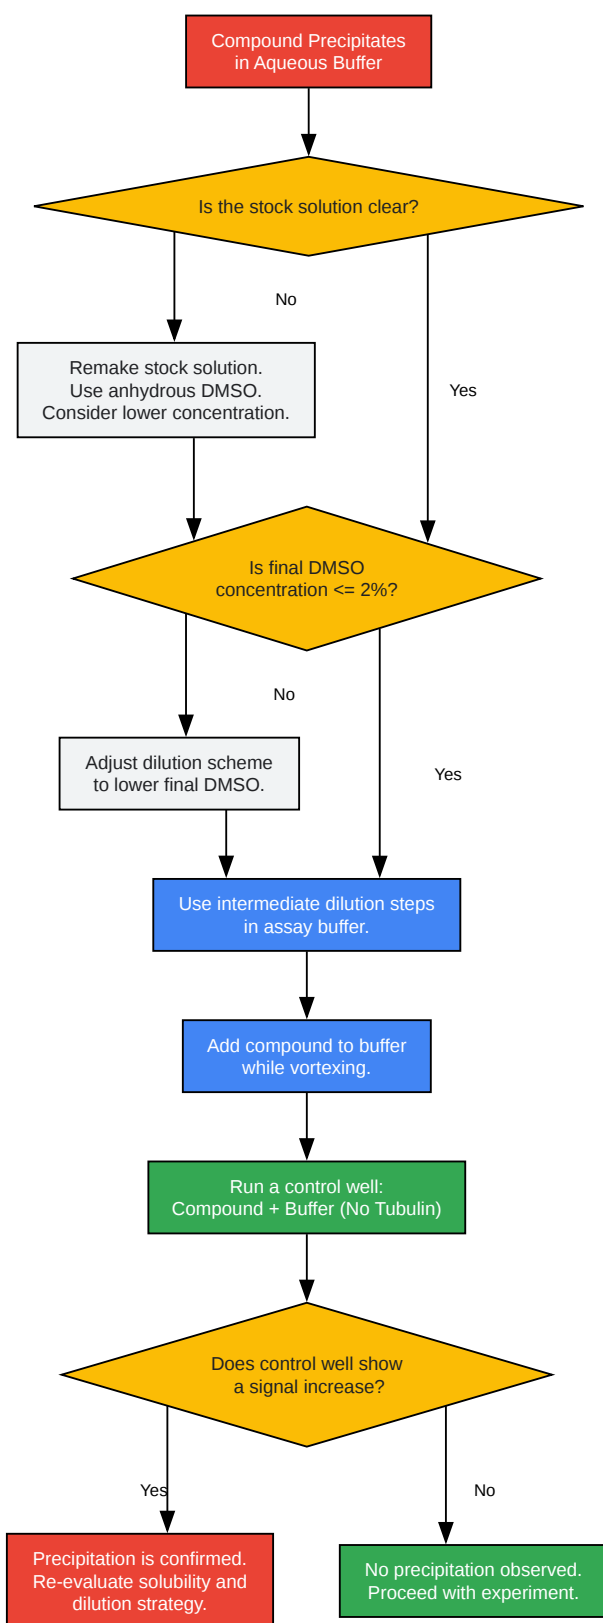 Compound Precipitates
in Aqueous Buffer
Is the stock solution clear?
No
Remake stock solution.
Use anhydrous DMSO.
Consider lower concentration.
Yes
Is final DMSO
concentration <= 2%?
No
Adjust dilution scheme
to lower final DMSO.
Yes
Use intermediate dilution steps
in assay buffer.
Add compound to buffer
while vortexing.
Run a control well:
Compound + Buffer (No Tubulin)
Does control well show
a signal increase?
Yes
No
Precipitation is confirmed.
Re-evaluate solubility and
dilution strategy.
No precipitation observed.
Proceed with experiment.